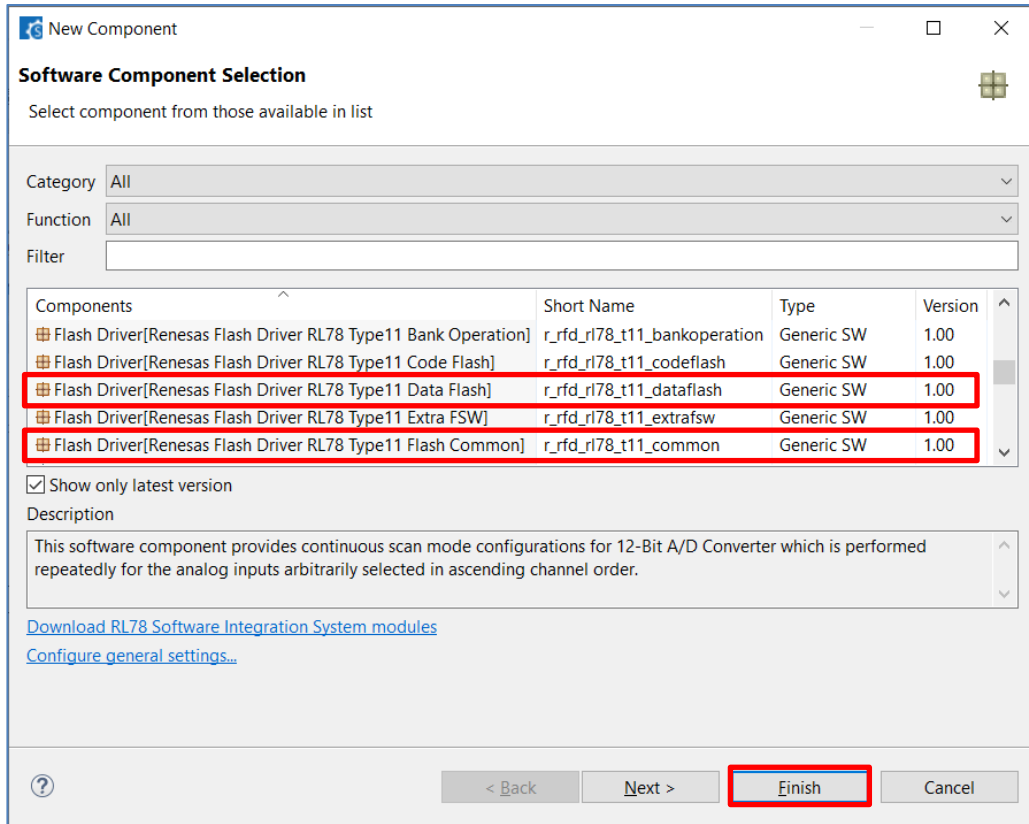 New Component
Software Component Selection
Select component from those available in list
Category All
Function All
Filter
Components Short Name Type Version
Flash Driver[Renesas Flash Driver RL78 Type11 Bank Operation] r_rfd_rl78_t11_bankoperation Generic SW 1.00
Flash Driver[Renesas Flash Driver RL78 Type11 Code Flash] r_rfd_rl78_t11_codeflash Generic SW 1.00
Flash Driver[Renesas Flash Driver RL78 Type11 Data Flash] r_rfd_rl78_t11_dataflash Generic SW 1.00
Flash Driver[Renesas Flash Driver RL78 Type11 Extra FSW] r_rfd_rl78_t11_extrafsw Generic SW 1.00
Flash Driver[Renesas Flash Driver RL78 Type11 Flash Common] r_rfd_rl78_t11_common Generic SW 1.00
Show only latest version
Description
This software component provides continuous scan mode configurations for 12-Bit A/D Converter which is performed
repeatedly for the analog inputs arbitrarily selected in ascending channel order.
Download RL78 Software Integration System modules
Configure general settings...
? < Back Next > Finish Cancel